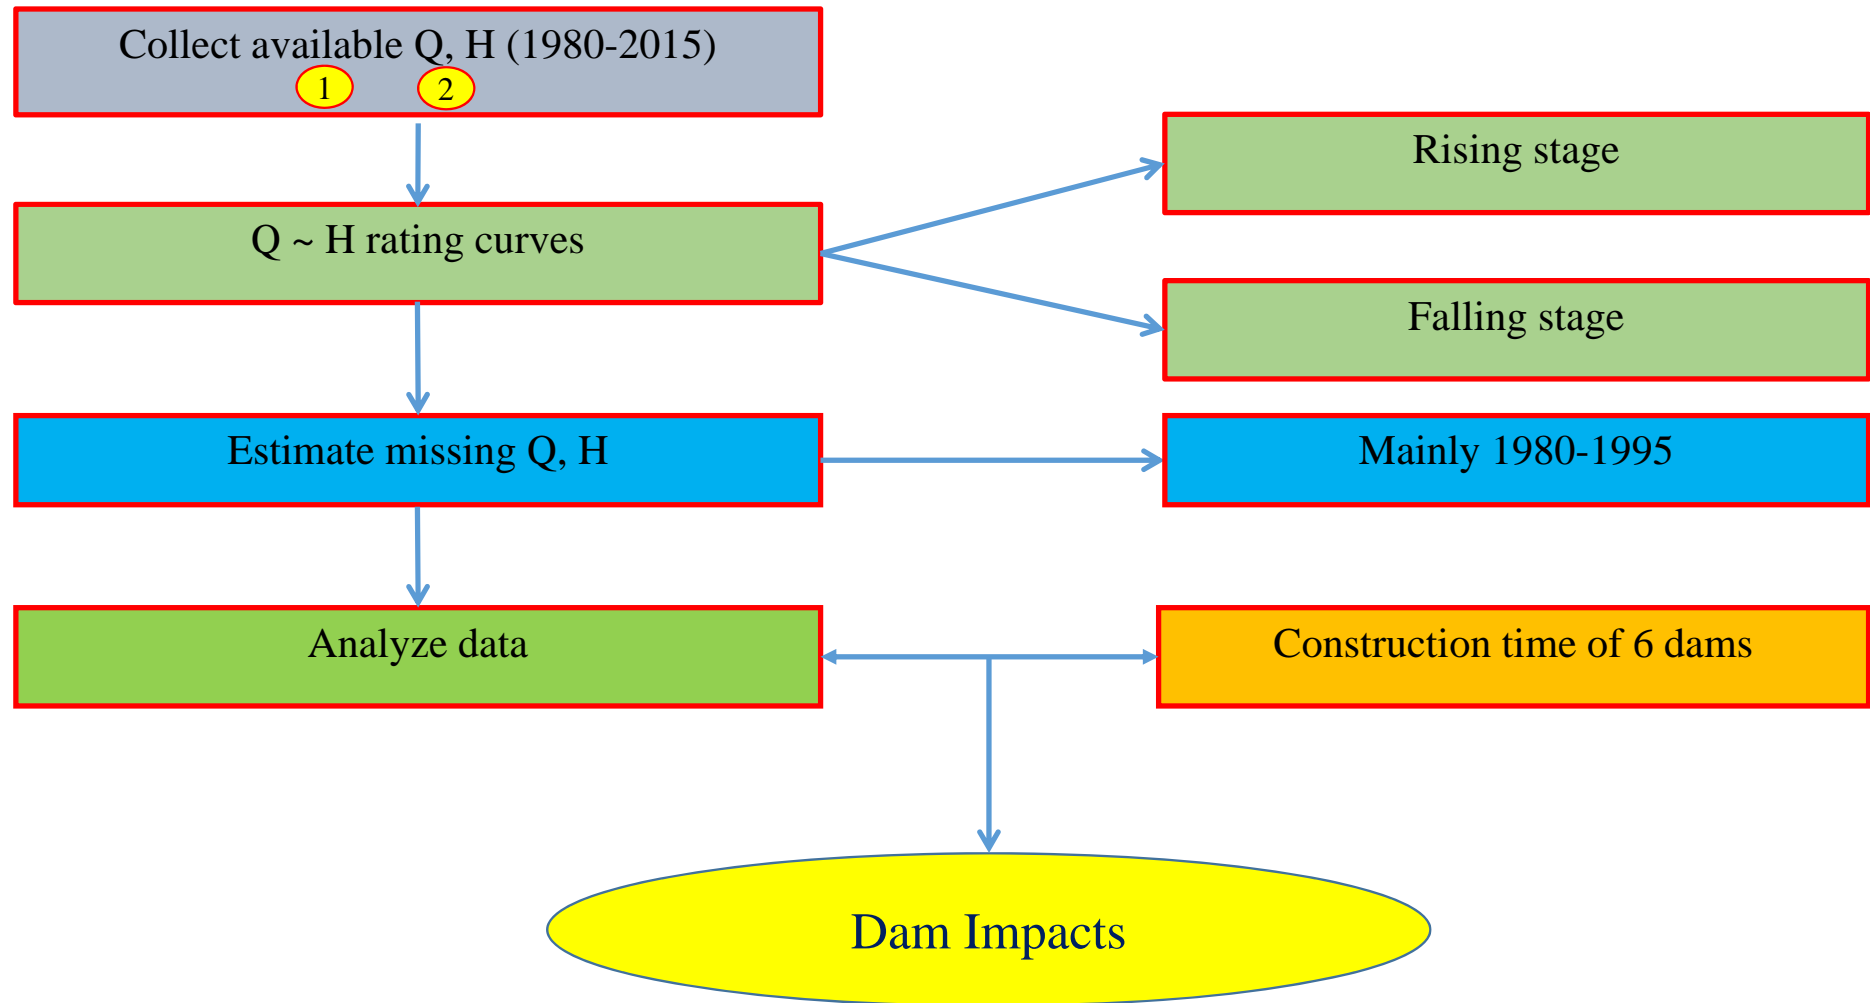 Collect available Q, H (1980-2015)
1
2
Rising stage
Q ~ H rating curves
Falling stage
Estimate missing Q, H
Mainly 1980-1995
Analyze data
Construction time of 6 dams
Dam Impacts